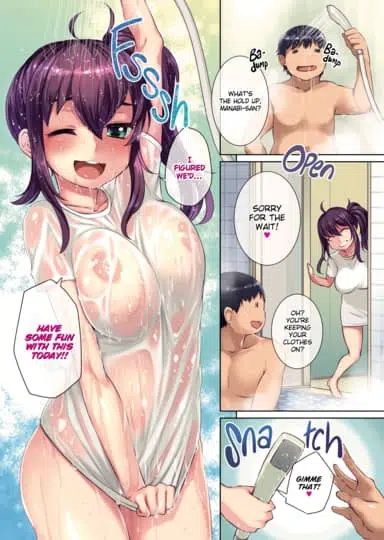 Ba-
dump
Ba-
dump
WHAT'S
THE HOLD UP,
MANABI-SAN?
OPEN
SORRY
FOR THE
WAIT!
♥
OH?
YOU'RE
KEEPING
YOUR
CLOTHES
ON?
Snatch
GIMME
THAT!
♥
Fssssh
I
FIGURED
WE'D...
HAVE
SOME FUN
WITH THIS
TODAY!!